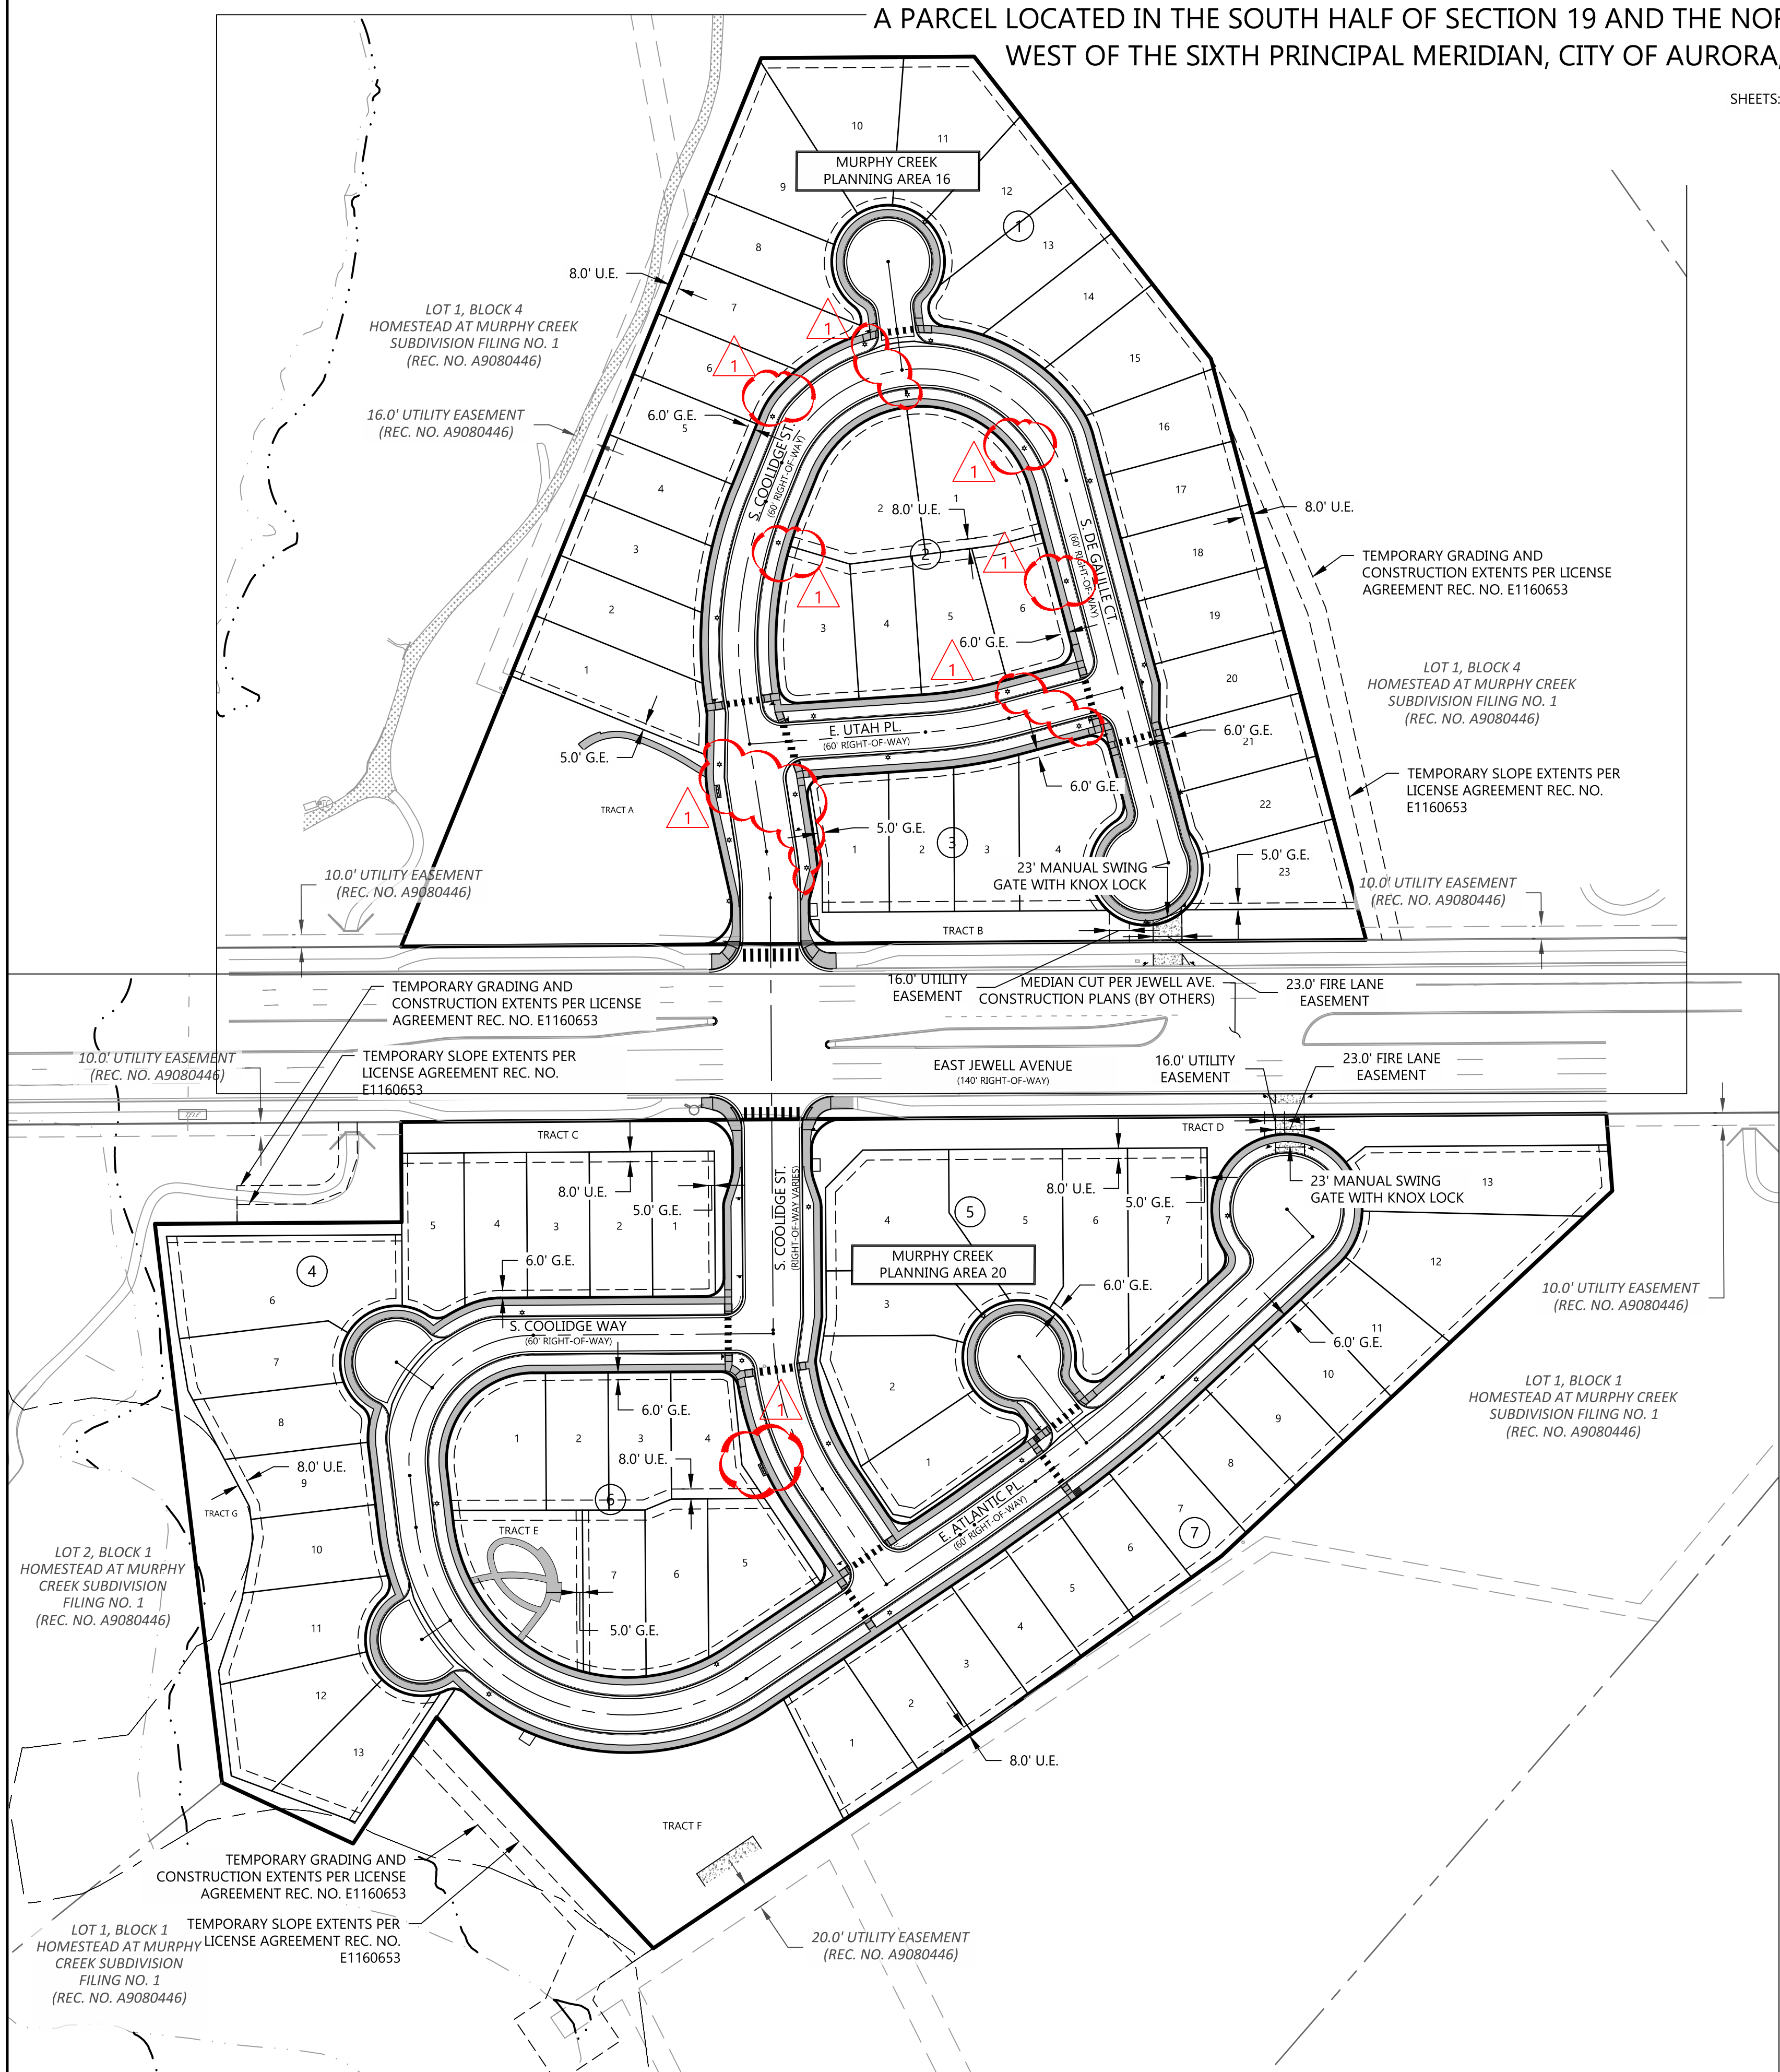 A PARCEL LOCATED IN THE SOUTH HALF OF SECTION 19 AND THE NOR
WEST OF THE SIXTH PRINCIPAL MERIDIAN, CITY OF AURORA,
SHEETS:
10
11
MURPHY CREEK
PLANNING AREA 16
9
12
1
13
8
8.0' U.E.
14
7
LOT 1, BLOCK 4
HOMESTEAD AT MURPHY CREEK
SUBDIVISION FILING NO. 1
(REC. NO. A9080446)
1
1
15
6
16.0' UTILITY EASEMENT
(REC. NO. A9080446)
6.0' G.E.
5
16
S. COOLIDGE ST.
(60' RIGHT-OF-WAY)
1
4
17
2
8.0' U.E.
1
8.0' U.E.
S. DE GAULLE CT.
(60' RIGHT-OF-WAY)
3
2
1
18
TEMPORARY GRADING AND
CONSTRUCTION EXTENTS PER LICENSE
AGREEMENT REC. NO. E1160653
1
2
3
4
5
6
19
6.0' G.E.
1
1
LOT 1, BLOCK 4
HOMESTEAD AT MURPHY CREEK
SUBDIVISION FILING NO. 1
(REC. NO. A9080446)
20
E. UTAH PL.
(60' RIGHT-OF-WAY)
6.0' G.E.
21
5.0' G.E.
6.0' G.E.
TEMPORARY SLOPE EXTENTS PER
LICENSE AGREEMENT REC. NO.
E1160653
TRACT A
1
22
5.0' G.E.
1
2
3
3
4
5.0' G.E.
23
23' MANUAL SWING
GATE WITH KNOX LOCK
10.0' UTILITY EASEMENT
(REC. NO. A9080446)
10.0' UTILITY EASEMENT
(REC. NO. A9080446)
TRACT B
16.0' UTILITY
EASEMENT
MEDIAN CUT PER JEWELL AVE.
CONSTRUCTION PLANS (BY OTHERS)
23.0' FIRE LANE
EASEMENT
TEMPORARY GRADING AND
CONSTRUCTION EXTENTS PER LICENSE
AGREEMENT REC. NO. E1160653
10.0' UTILITY EASEMENT
(REC. NO. A9080446)
TEMPORARY SLOPE EXTENTS PER
LICENSE AGREEMENT REC. NO.
E1160653
EAST JEWELL AVENUE
(140' RIGHT-OF-WAY)
16.0' UTILITY
EASEMENT
23.0' FIRE LANE
EASEMENT
TELE
TRACT C
TRACT D
8.0' U.E.
5.0' G.E.
5
4
3
2
1
S. COOLIDGE ST.
(RIGHT-OF-WAY VARIES)
8.0' U.E.
5.0' G.E.
4
5
5
6
7
23' MANUAL SWING
GATE WITH KNOX LOCK
13
6.0' G.E.
4
MURPHY CREEK
PLANNING AREA 20
12
6
3
6.0' G.E.
10.0' UTILITY EASEMENT
(REC. NO. A9080446)
S. COOLIDGE WAY
(60' RIGHT-OF-WAY)
11
6.0' G.E.
7
2
10
LOT 1, BLOCK 1
HOMESTEAD AT MURPHY CREEK
SUBDIVISION FILING NO. 1
(REC. NO. A9080446)
6.0' G.E.
1
8
1
2
3
4
9
8.0' U.E.
8.0' U.E.
9
1
8
6
TRACT G
TRACT E
E. ATLANTIC PL.
(60' RIGHT-OF-WAY)
7
7
10
LOT 2, BLOCK 1
HOMESTEAD AT MURPHY
CREEK SUBDIVISION
FILING NO. 1
(REC. NO. A9080446)
7
6
5
6
5
11
5.0' G.E.
4
3
12
2
13
1
8.0' U.E.
TRACT F
TEMPORARY GRADING AND
CONSTRUCTION EXTENTS PER LICENSE
AGREEMENT REC. NO. E1160653
TEMPORARY SLOPE EXTENTS PER
LICENSE AGREEMENT REC. NO.
E1160653
LOT 1, BLOCK 1
HOMESTEAD AT MURPHY
CREEK SUBDIVISION
FILING NO. 1
(REC. NO. A9080446)
20.0' UTILITY EASEMENT
(REC. NO. A9080446)